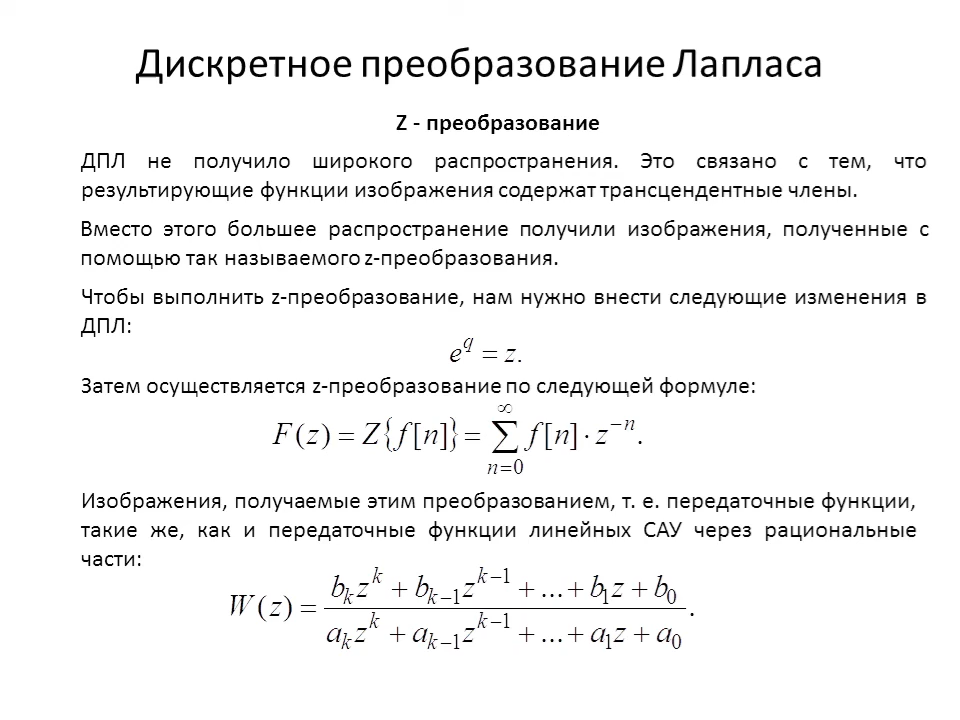 Дискретное преобразование Лапласа
Z - преобразование
ДПЛ не получило широкого распространения. Это связано с тем, что
результирующие функции изображения содержат трансцендентные члены.
Вместо этого большее распространение получили изображения, полученные с
помощью так называемого z-преобразования.
Чтобы выполнить z-преобразование, нам нужно внести следующие изменения в
ДПЛ:
e^q = z.
Затем осуществляется z-преобразование по следующей формуле:
F(z) = Z{f[n]} = ∑_{n=0}^{∞} f[n] · z^{−n}.
Изображения, получаемые этим преобразованием, т. е. передаточные функции,
такие же, как и передаточные функции линейных САУ через рациональные
части:
W(z) = (b_k z^k + b_{k−1} z^{k−1} + ... + b_1 z + b_0) / (a_k z^k + a_{k−1} z^{k−1} + ... + a_1 z + a_0).